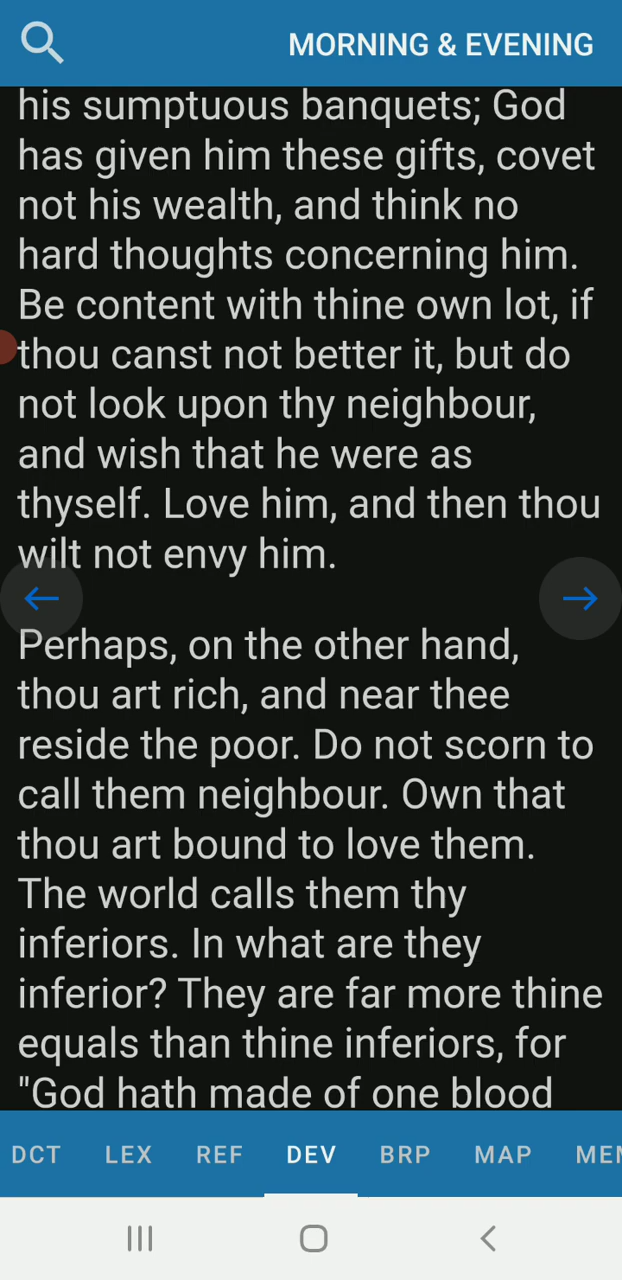 MORNING & EVENING
his sumptuous banquets; God
has given him these gifts, covet
not his wealth, and think no
hard thoughts concerning him.
Be content with thine own lot, if
thou canst not better it, but do
not look upon thy neighbour,
and wish that he were as
thyself. Love him, and then thou
wilt not envy him.
Perhaps, on the other hand,
thou art rich, and near thee
reside the poor. Do not scorn to
call them neighbour. Own that
thou art bound to love them.
The world calls them thy
inferiors. In what are they
inferior? They are far more thine
equals than thine inferiors, for
"God hath made of one blood
DCT LEX REF DEV BRP MAP